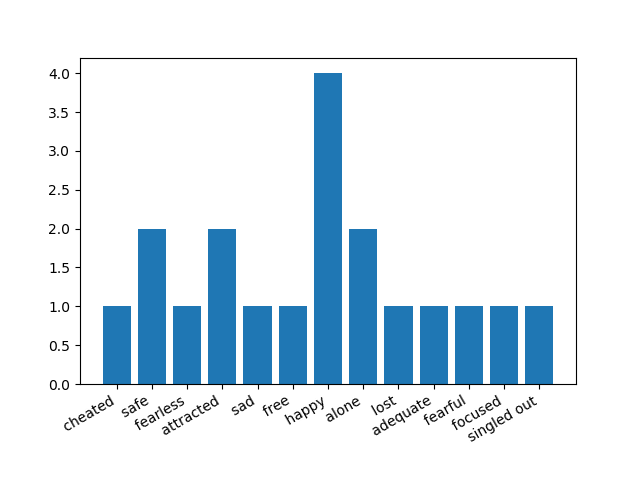 4.0
3.5
3.0
2.5
2.0
1.5
1.0
0.5
0.0
cheated
safe
fearless
attracted
sad
free
happy
alone
lost
adequate
fearful
focused
singled out